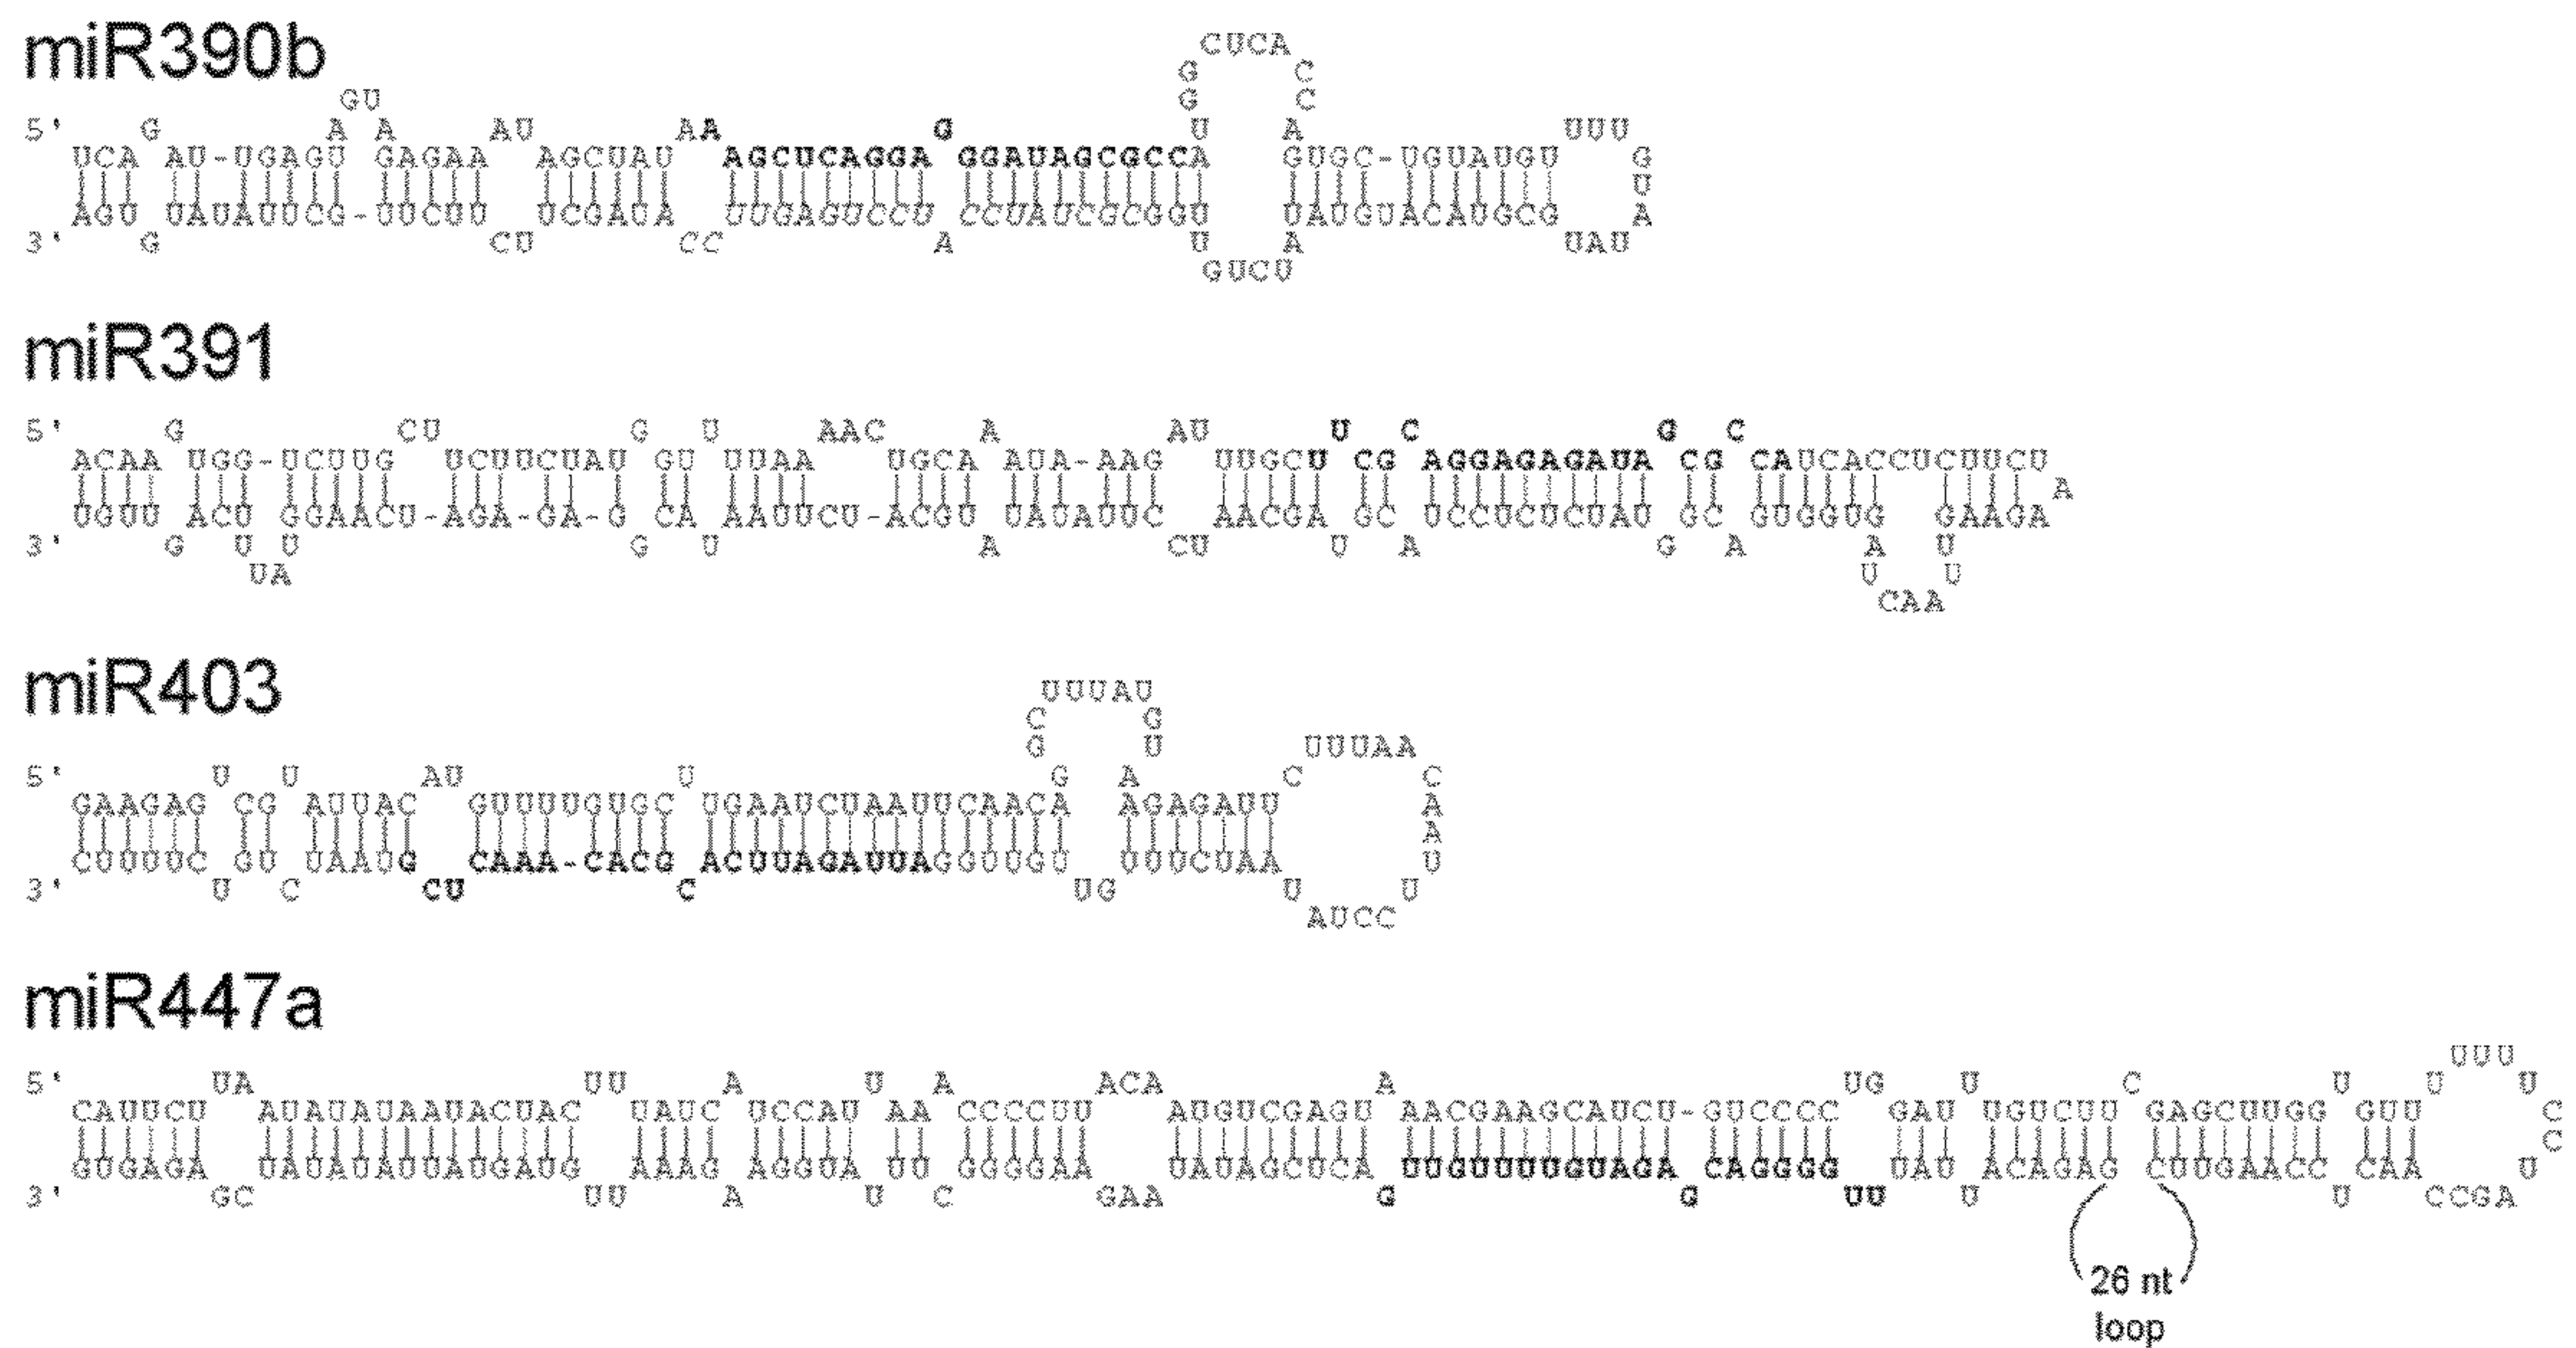 miR390b
CUCA
G C
GU G C
5' G A A AU AA G U A UUU
UCA AU-UGAGU GAGAA AGCUAU AGCUCAGGA GGAUAGCGCCA GUGC-UGUAUGU G
U
AGU UAUAUUCG-UUCUU UCGAUA UUGAGUCCU CCUAUCGCGGU UAUGUACAUGCG A
3' G CU CC A U A UAU
GUCU
miR391
5' G CU G U AAC A AU U C G C
ACAA UGG-UCUUG UCUUCUAU GU UUAA UGCA AUA-AAG UUGCU CG AGGAGAGAUA CG CAUCACCUCUUCU
A
UGUU ACU GGAACU-AGA-GA-G CA AAUUCU-ACGU UAUAUUC AACGA GC UCCUCUCUAU GC GUGGUG GAAGA
3' G U U G U A CU U A G A A U
UA U U
CAA
miR403
UUUAU
C G
G U UUUAA
5' U U AU U G A C C
GAAGAG CG AUUAC GUUUUGUGC UGAAUCUAAUUCAACA AGAGAUU A
A
CUUUUC GU UAAUG CAAA-CACG ACUUAGAUUAGGUUGU UUUCUAA U
3' U C CU C UG U U
AUCC
miR447a
UUU
5' UA UU A U A ACA A UG U C U U U
CAUUCU AUAUAUAAUACUAC UAUC UCCAU AA CCCCUU AUGUCGAGU AACGAAGCAUCU-GUCCCC GAU UGUCUU GAGCUUGG GUU C
C
GUGAGA UAUAUAUUAUGAUG AAAG AGGUA UU GGGGAA UAUAGCUCA UUGUUUUGUAGA CAGGGG UAU ACAGAG CUUGAACC CAA U
3' GC UU A U C GAA G G UU U U CCGA
26 nt
loop